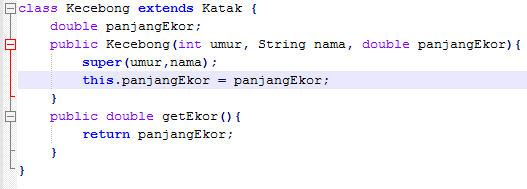 class Kecebong extends Katak {
    double panjangEkor;
    public Kecebong(int umur, String nama, double panjangEkor){
        super(umur,nama);
        this.panjangEkor = panjangEkor;
    }
    public double getEkor(){
        return panjangEkor;
    }
}